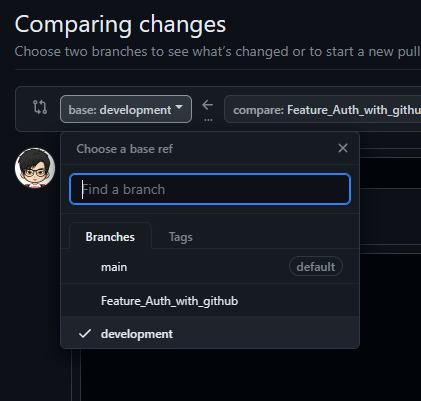 Comparing changes
Choose two branches to see what's changed or to start a new pull
base: development
...
compare: Feature_Auth_with_githu
Choose a base ref
Find a branch
Branches Tags
main default
Feature_Auth_with_github
development